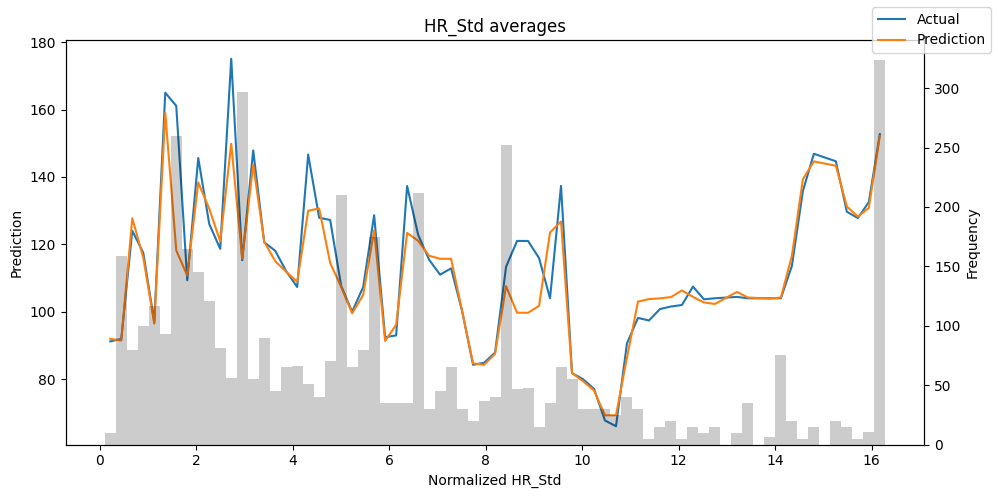 HR_Std averages
Actual
Prediction
180
160
140
120
100
80
Prediction
300
250
200
150
100
50
0
Frequency
0 2 4 6 8 10 12 14 16
Normalized HR_Std